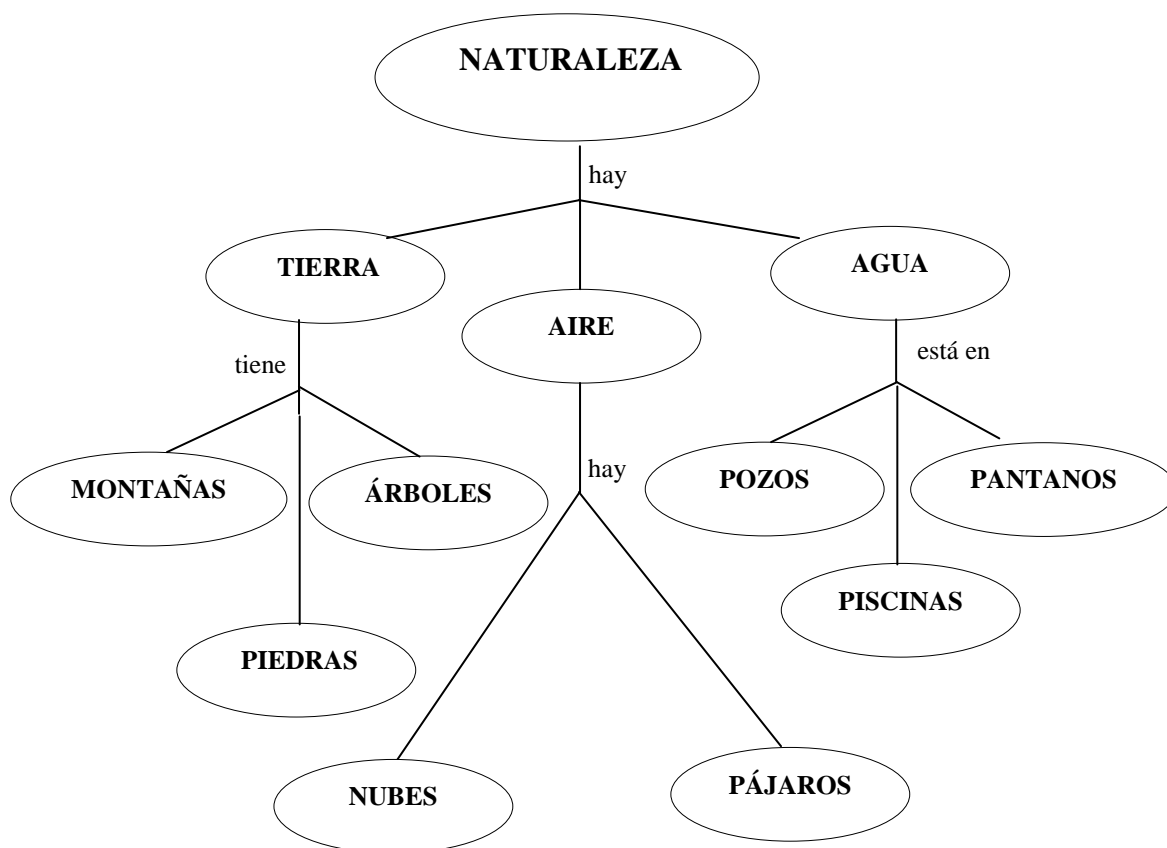 NATURALEZA
hay
TIERRA
AIRE
AGUA
tiene
está en
MONTAÑAS
ÁRBOLES
hay
POZOS
PANTANOS
PIEDRAS
PISCINAS
NUBES
PÁJAROS